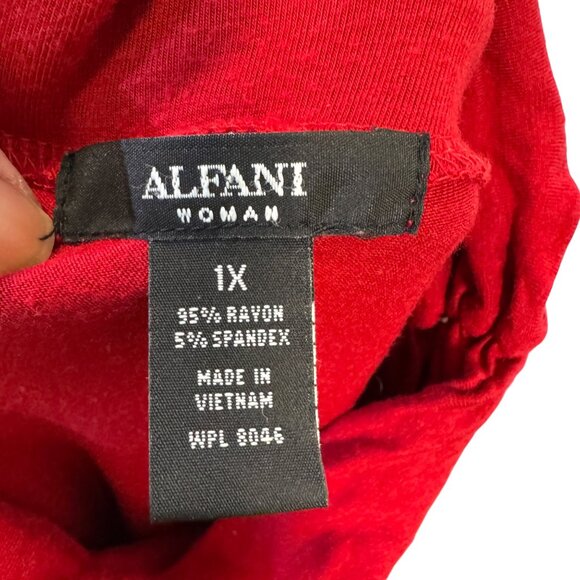 ALFANI
WOMAN
1X
95% RAYON
5% SPANDEX
MADE IN
VIETNAM
WPL 8046